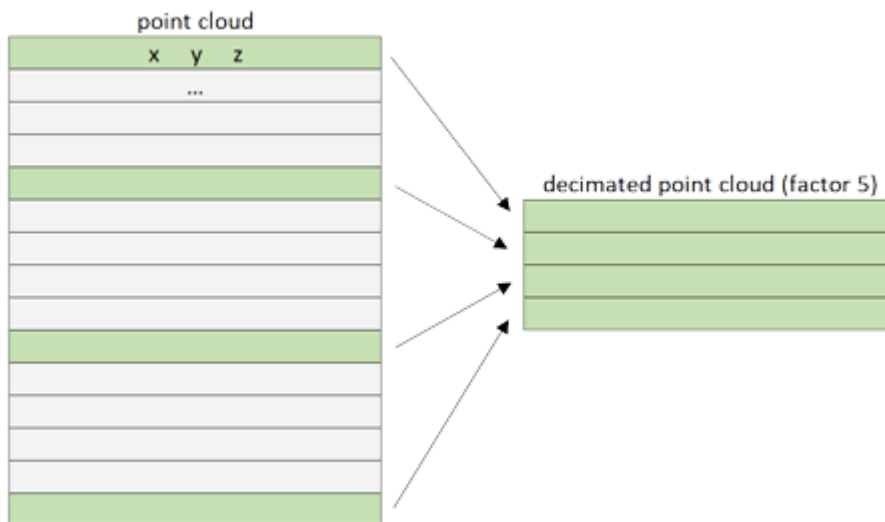 point cloud
x y z
...
decimated point cloud (factor 5)